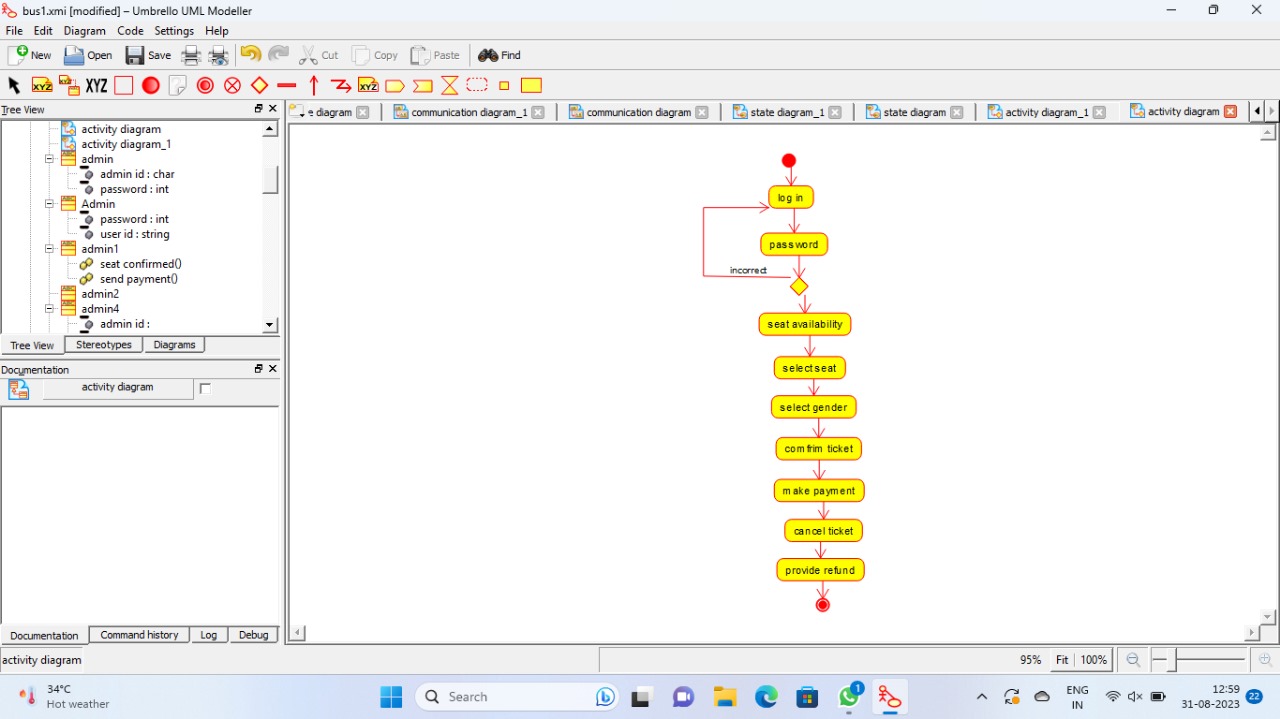 bus1.xmi [modified] – Umbrello UML Modeller
File Edit Diagram Code Settings Help
New Open Save Cut Copy Paste Find
XYZ XYZ XYZ XYZ
Tree View
e diagram communication diagram_1 communication diagram state diagram_1 state diagram activity diagram_1 activity diagram
activity diagram
activity diagram_1
admin
admin id : char
password : int
Admin
password : int
user id : string
admin1
seat confirmed()
send payment()
admin2
admin4
admin id :
Tree View Stereotypes Diagrams
Documentation
activity diagram
log in
password
incorrect
seat availability
select seat
select gender
comfrim ticket
make payment
cancel ticket
provide refund
Documentation Command history Log Debug
activity diagram
95% Fit 100%
34°C
Hot weather
Search
1
ENG
IN
12:59
31-08-2023
22